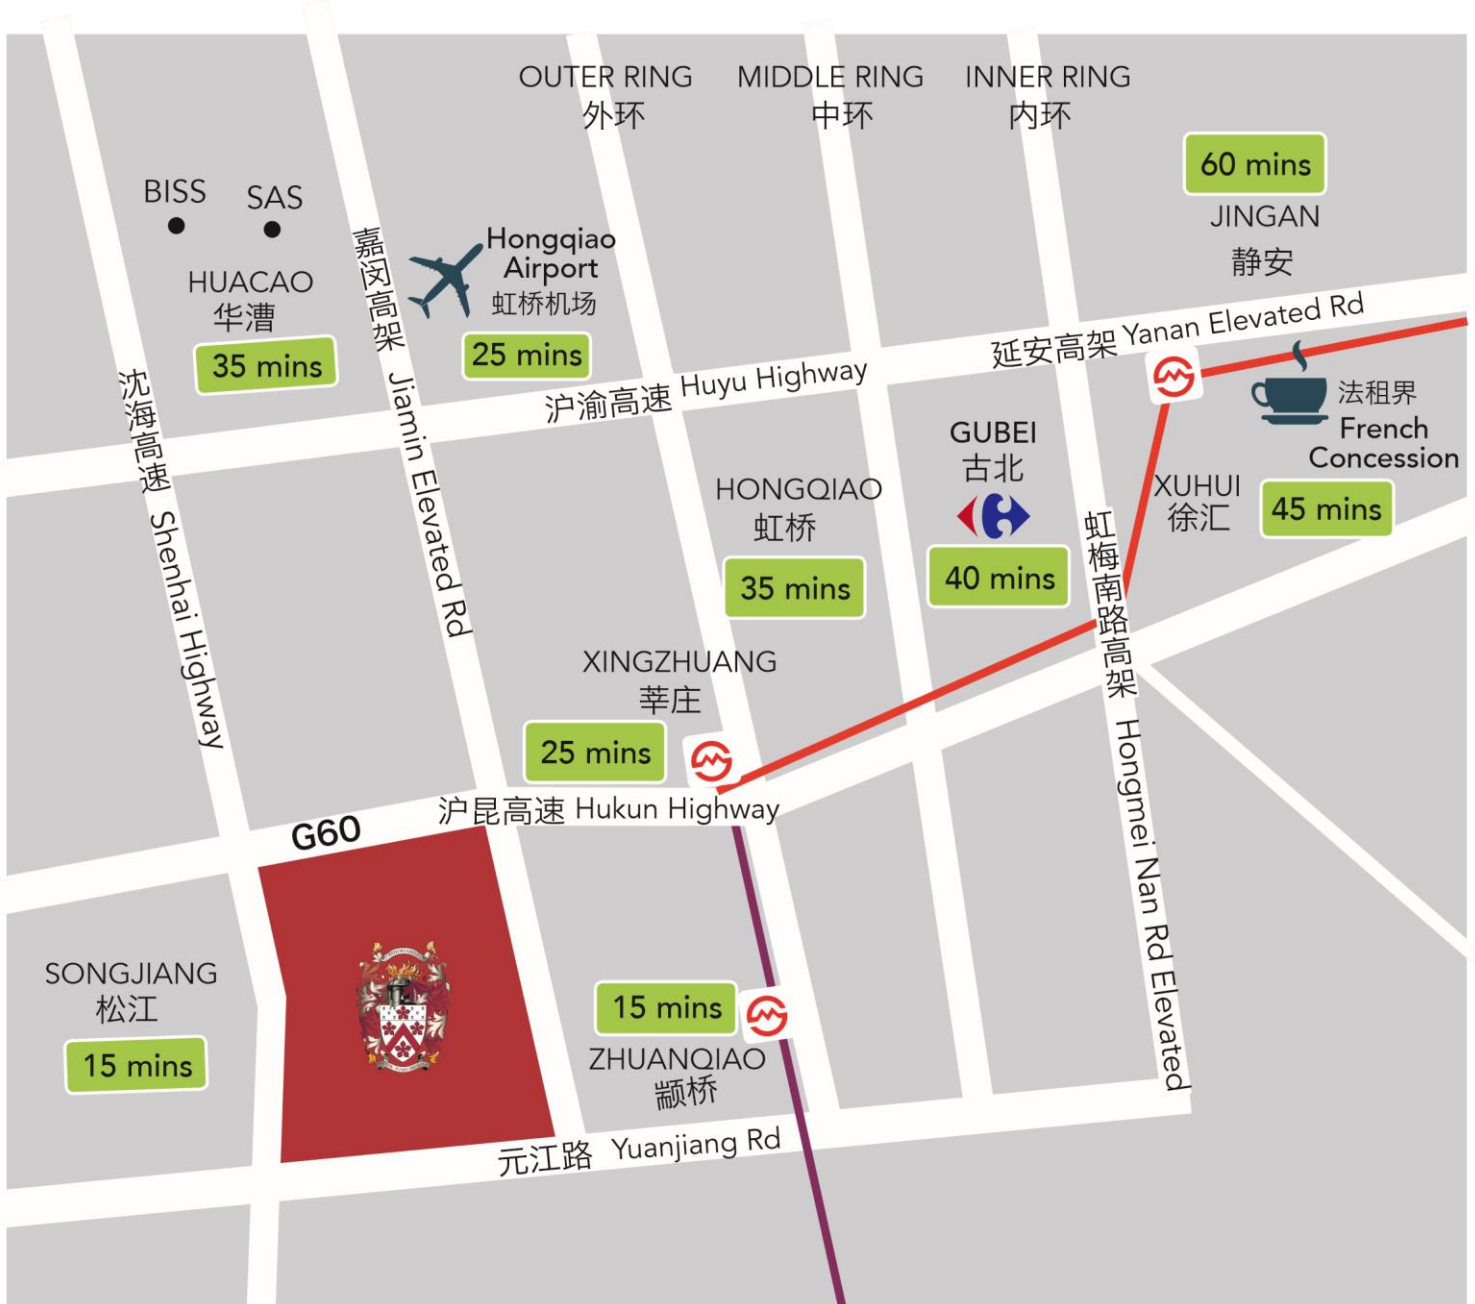 OUTER RING
外环
MIDDLE RING
中环
INNER RING
内环
60 mins
JINGAN
静安
BISS
SAS
HUACAO
华漕
35 mins
嘉闵高架 Jiamin Elevated Rd
Hongqiao
Airport
虹桥机场
25 mins
沪渝高速 Huyu Highway
延安高架 Yanan Elevated Rd
沈海高速 Shenhai Highway
法租界
French
Concession
GUBEI
古北
40 mins
HONGQIAO
虹桥
35 mins
XUHUI
徐汇
45 mins
虹梅南路高架 Hongmei Nan Rd Elevated
XINGZHUANG
莘庄
25 mins
沪昆高速 Hukun Highway
G60
SONGJIANG
松江
15 mins
15 mins
ZHUANQIAO
颛桥
元江路 Yuanjiang Rd